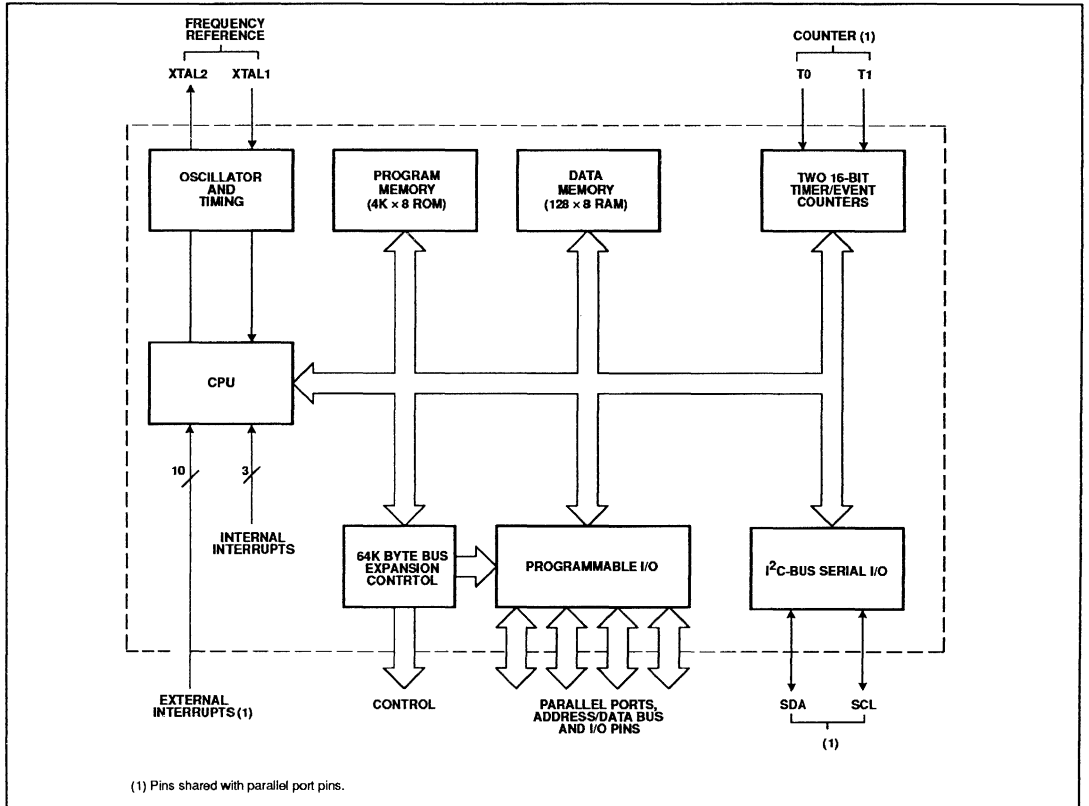 FREQUENCY
REFERENCE
XTAL2 XTAL1
COUNTER (1)
T0 T1
OSCILLATOR
AND
TIMING
PROGRAM
MEMORY
(4K × 8 ROM)
DATA
MEMORY
(128 × 8 RAM)
TWO 16-BIT
TIMER/EVENT
COUNTERS
CPU
10
3
INTERNAL
INTERRUPTS
64K BYTE BUS
EXPANSION
CONTRTOL
PROGRAMMABLE I/O
I²C-BUS SERIAL I/O
EXTERNAL
INTERRUPTS (1)
CONTROL
PARALLEL PORTS,
ADDRESS/DATA BUS
AND I/O PINS
SDA SCL
(1)
(1) Pins shared with parallel port pins.